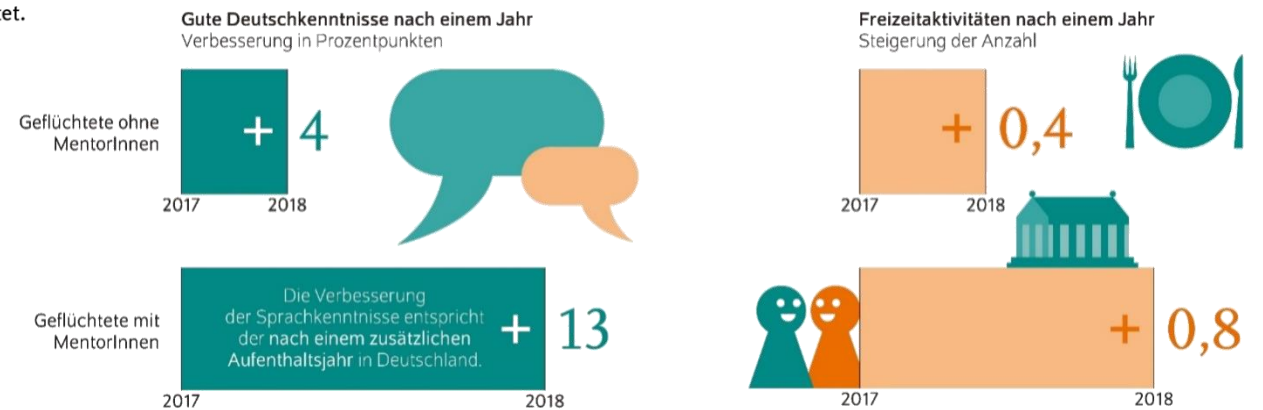 et.
Gute Deutschkenntnisse nach einem Jahr
Verbesserung in Prozentpunkten
Geflüchtete ohne
MentorInnen
+ 4
2017 2018
Geflüchtete mit
MentorInnen
Die Verbesserung
der Sprachkenntnisse entspricht
der nach einem zusätzlichen
Aufenthaltsjahr in Deutschland.
+ 13
2017 2018
Freizeitaktivitäten nach einem Jahr
Steigerung der Anzahl
+ 0,4
2017 2018
+ 0,8
2017 2018